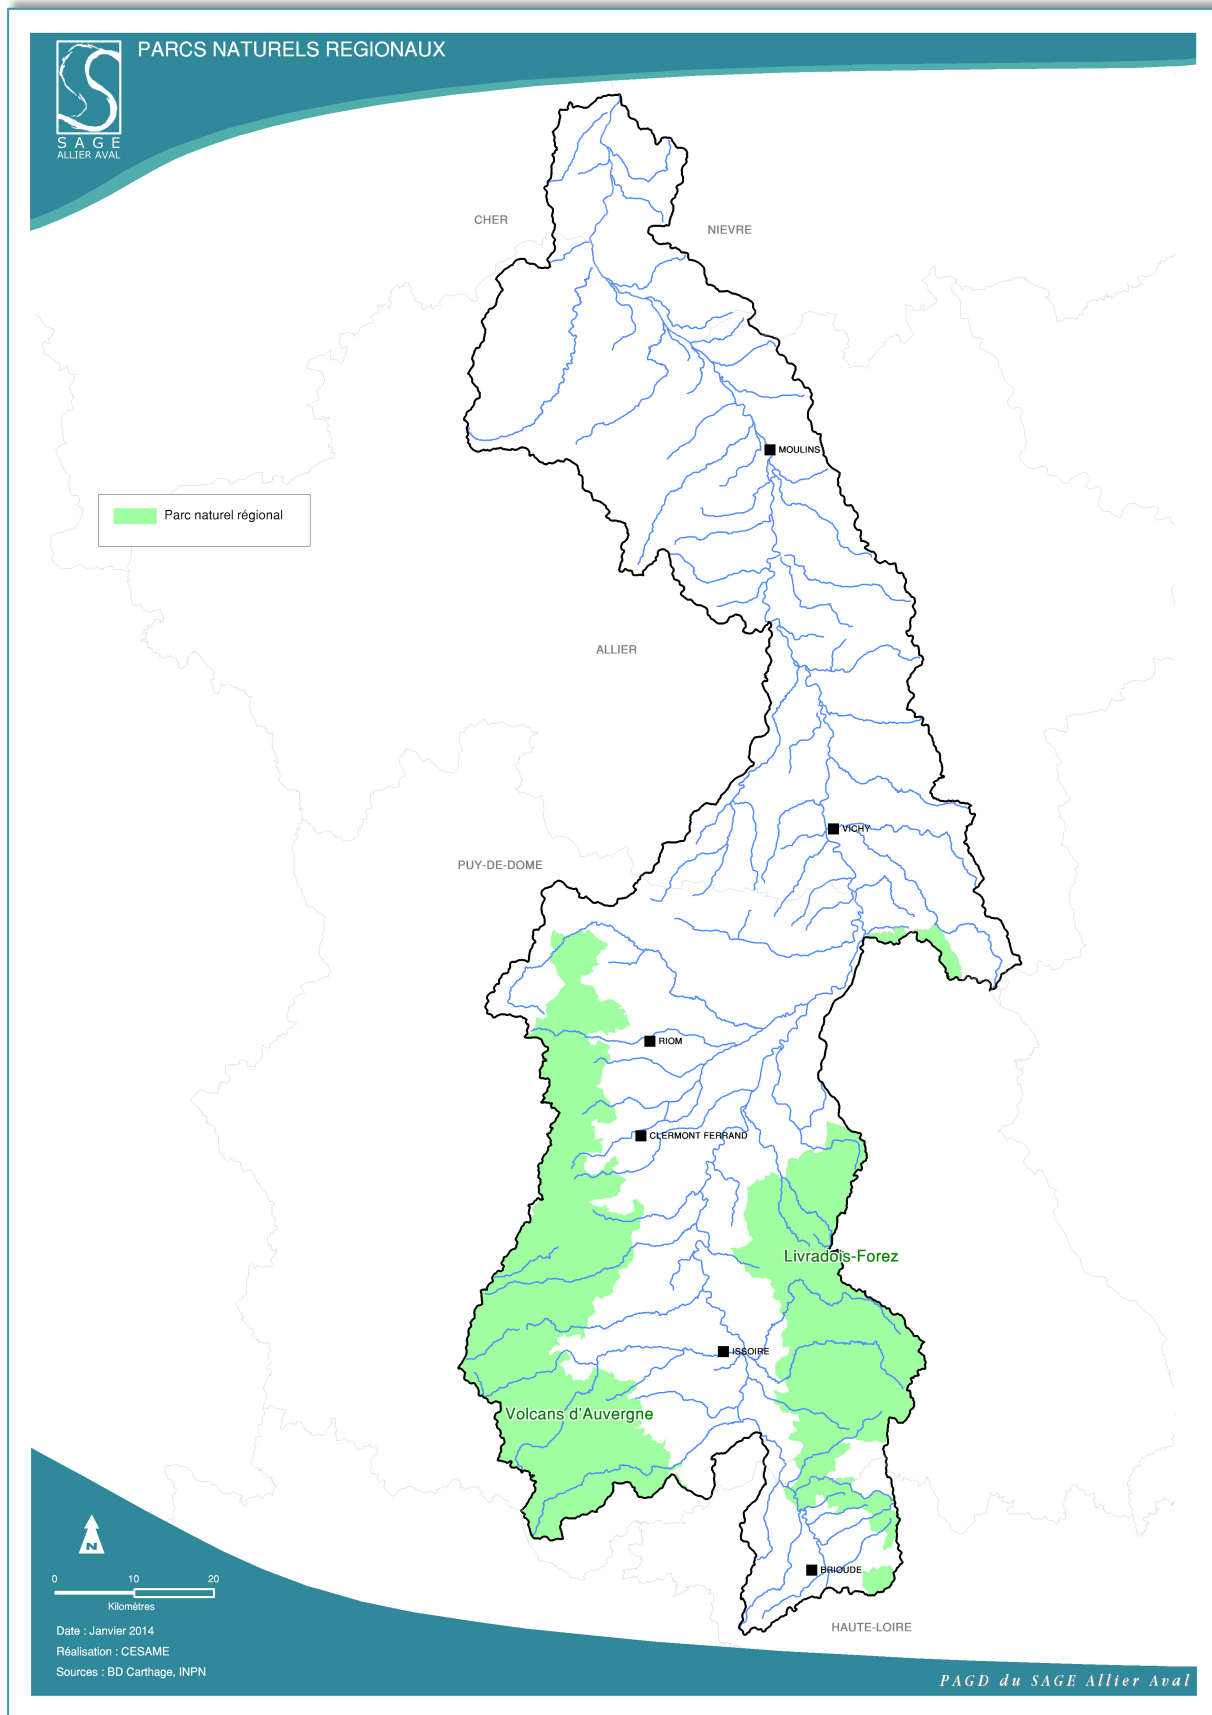 PARCS NATURELS REGIONAUX
S A G E
ALLIER AVAL
CHER
NIEVRE
MOULINS
Parc naturel régional
ALLIER
VICHY
PUY-DE-DOME
RIOM
CLERMONT FERRAND
Livradois-Forez
ISSOIRE
Volcans d'Auvergne
BRIOUDE
HAUTE-LOIRE
N
0 10 20
Kilomètres
Date : Janvier 2014
Réalisation : CESAME
Sources : BD Carthage, INPN
PAGD du SAGE Allier Aval